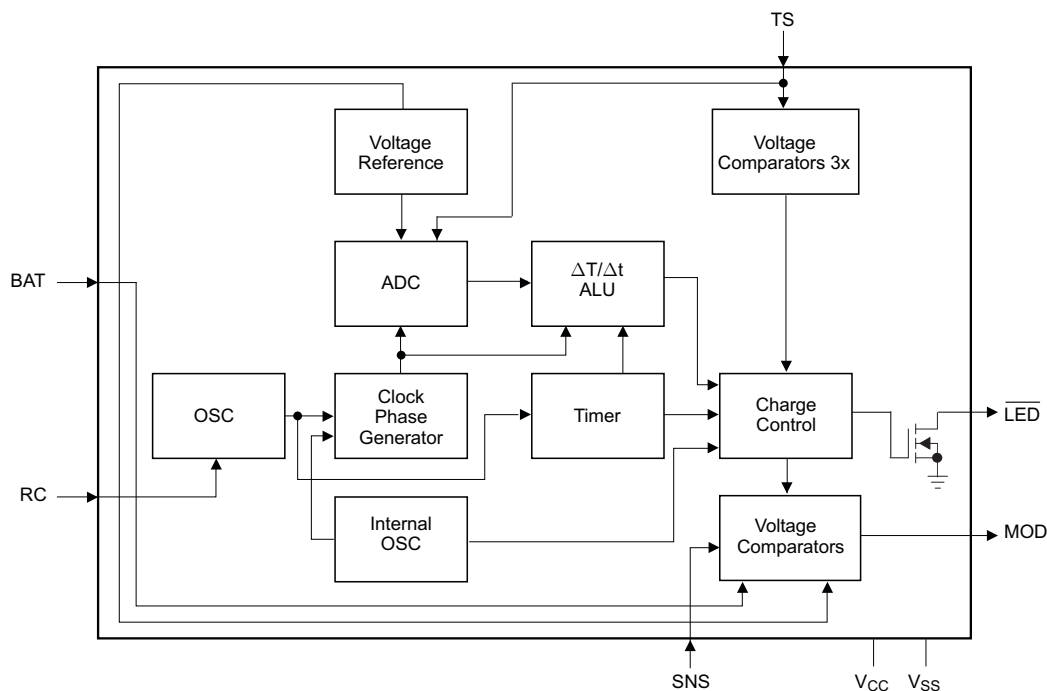 TS
Voltage
Reference
Voltage
Comparators 3x
BAT
ADC
ΔT/Δt
ALU
OSC
Clock
Phase
Generator
Timer
Charge
Control
LED
RC
Internal
OSC
Voltage
Comparators
MOD
SNS
VCC
VSS